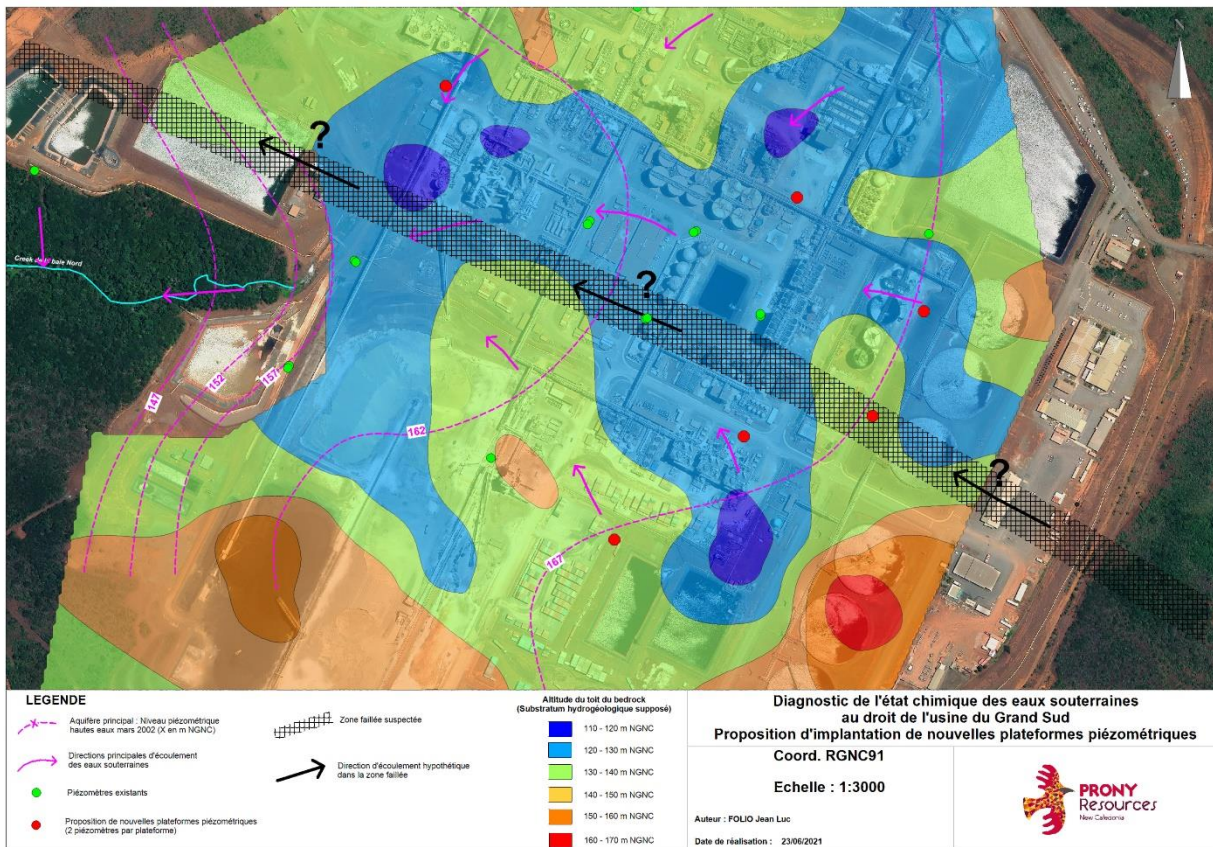 ?
?
?
Creek de la baie Nord
147
152
157
162
167
LEGENDE
Aquifère principal : Niveau piézométrique
hautes eaux mars 2002 (X en m NGNC)
X
Directions principales d'écoulement
des eaux souterraines
Piézomètres existants
Proposition de nouvelles plateformes piézométriques
(2 piézomètres par plateforme)
Zone faillée suspectée
Direction d'écoulement hypothétique
dans la zone faillée
Altitude du toit du bedrock
(Substratum hydrogéologique supposé)
110 - 120 m NGNC
120 - 130 m NGNC
130 - 140 m NGNC
140 - 150 m NGNC
150 - 160 m NGNC
160 - 170 m NGNC
Diagnostic de l'état chimique des eaux souterraines
au droit de l'usine du Grand Sud
Proposition d'implantation de nouvelles plateformes piézométriques
Coord. RGNC91
Echelle : 1:3000
Auteur : FOLIO Jean Luc
Date de réalisation : 23/06/2021
PRONY
Resources
New Caledonia